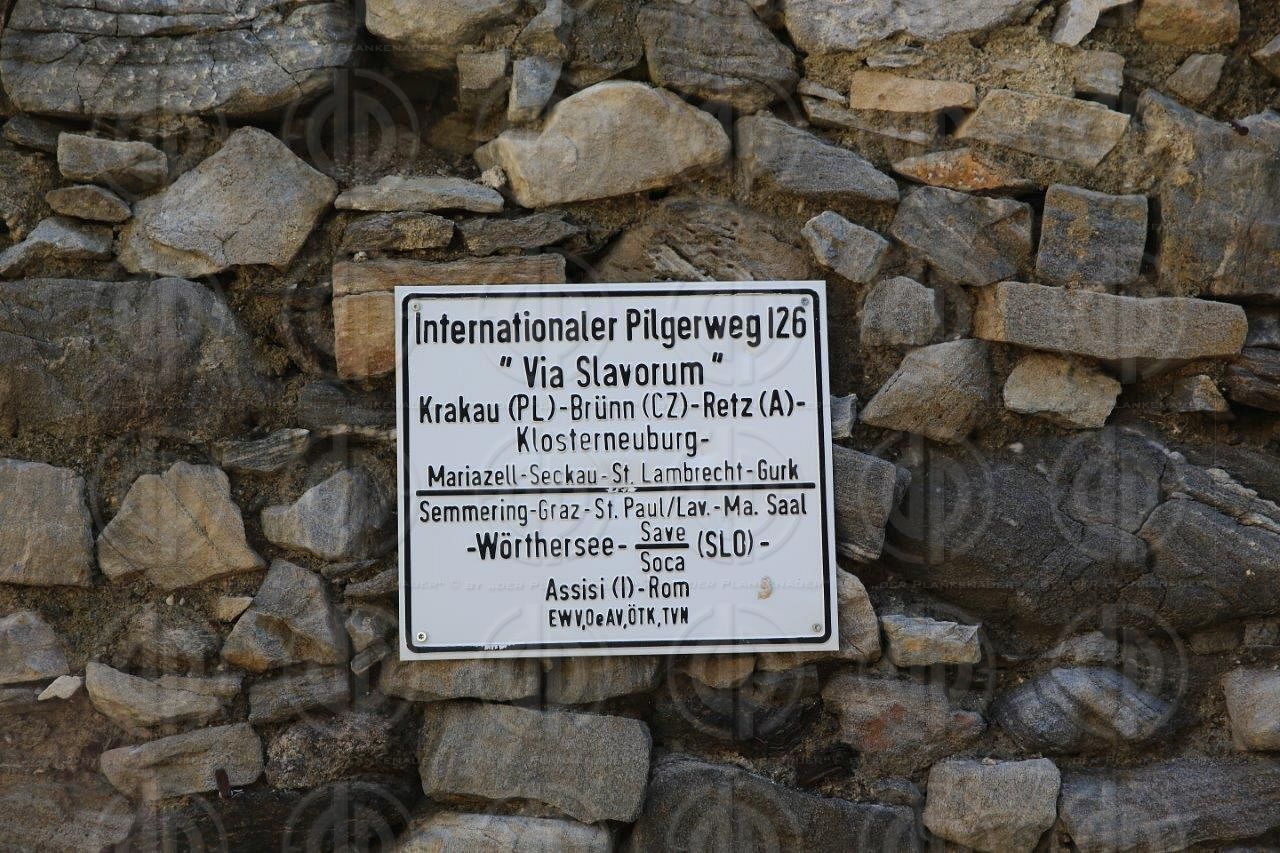 Internationaler Pilgerweg 126
" Via Slavorum "
Krakau (PL)-Brünn (CZ)-Retz (A)-
Klosterneuburg-
Mariazell-Seckau-St. Lambrecht-Gurk
Semmering-Graz-St. Paul/Lav.-Ma. Saal
-Wörthersee- Save/Soca (SLO) -
Assisi (I)-Rom
EWV,OeAV,ÖTK,TVN